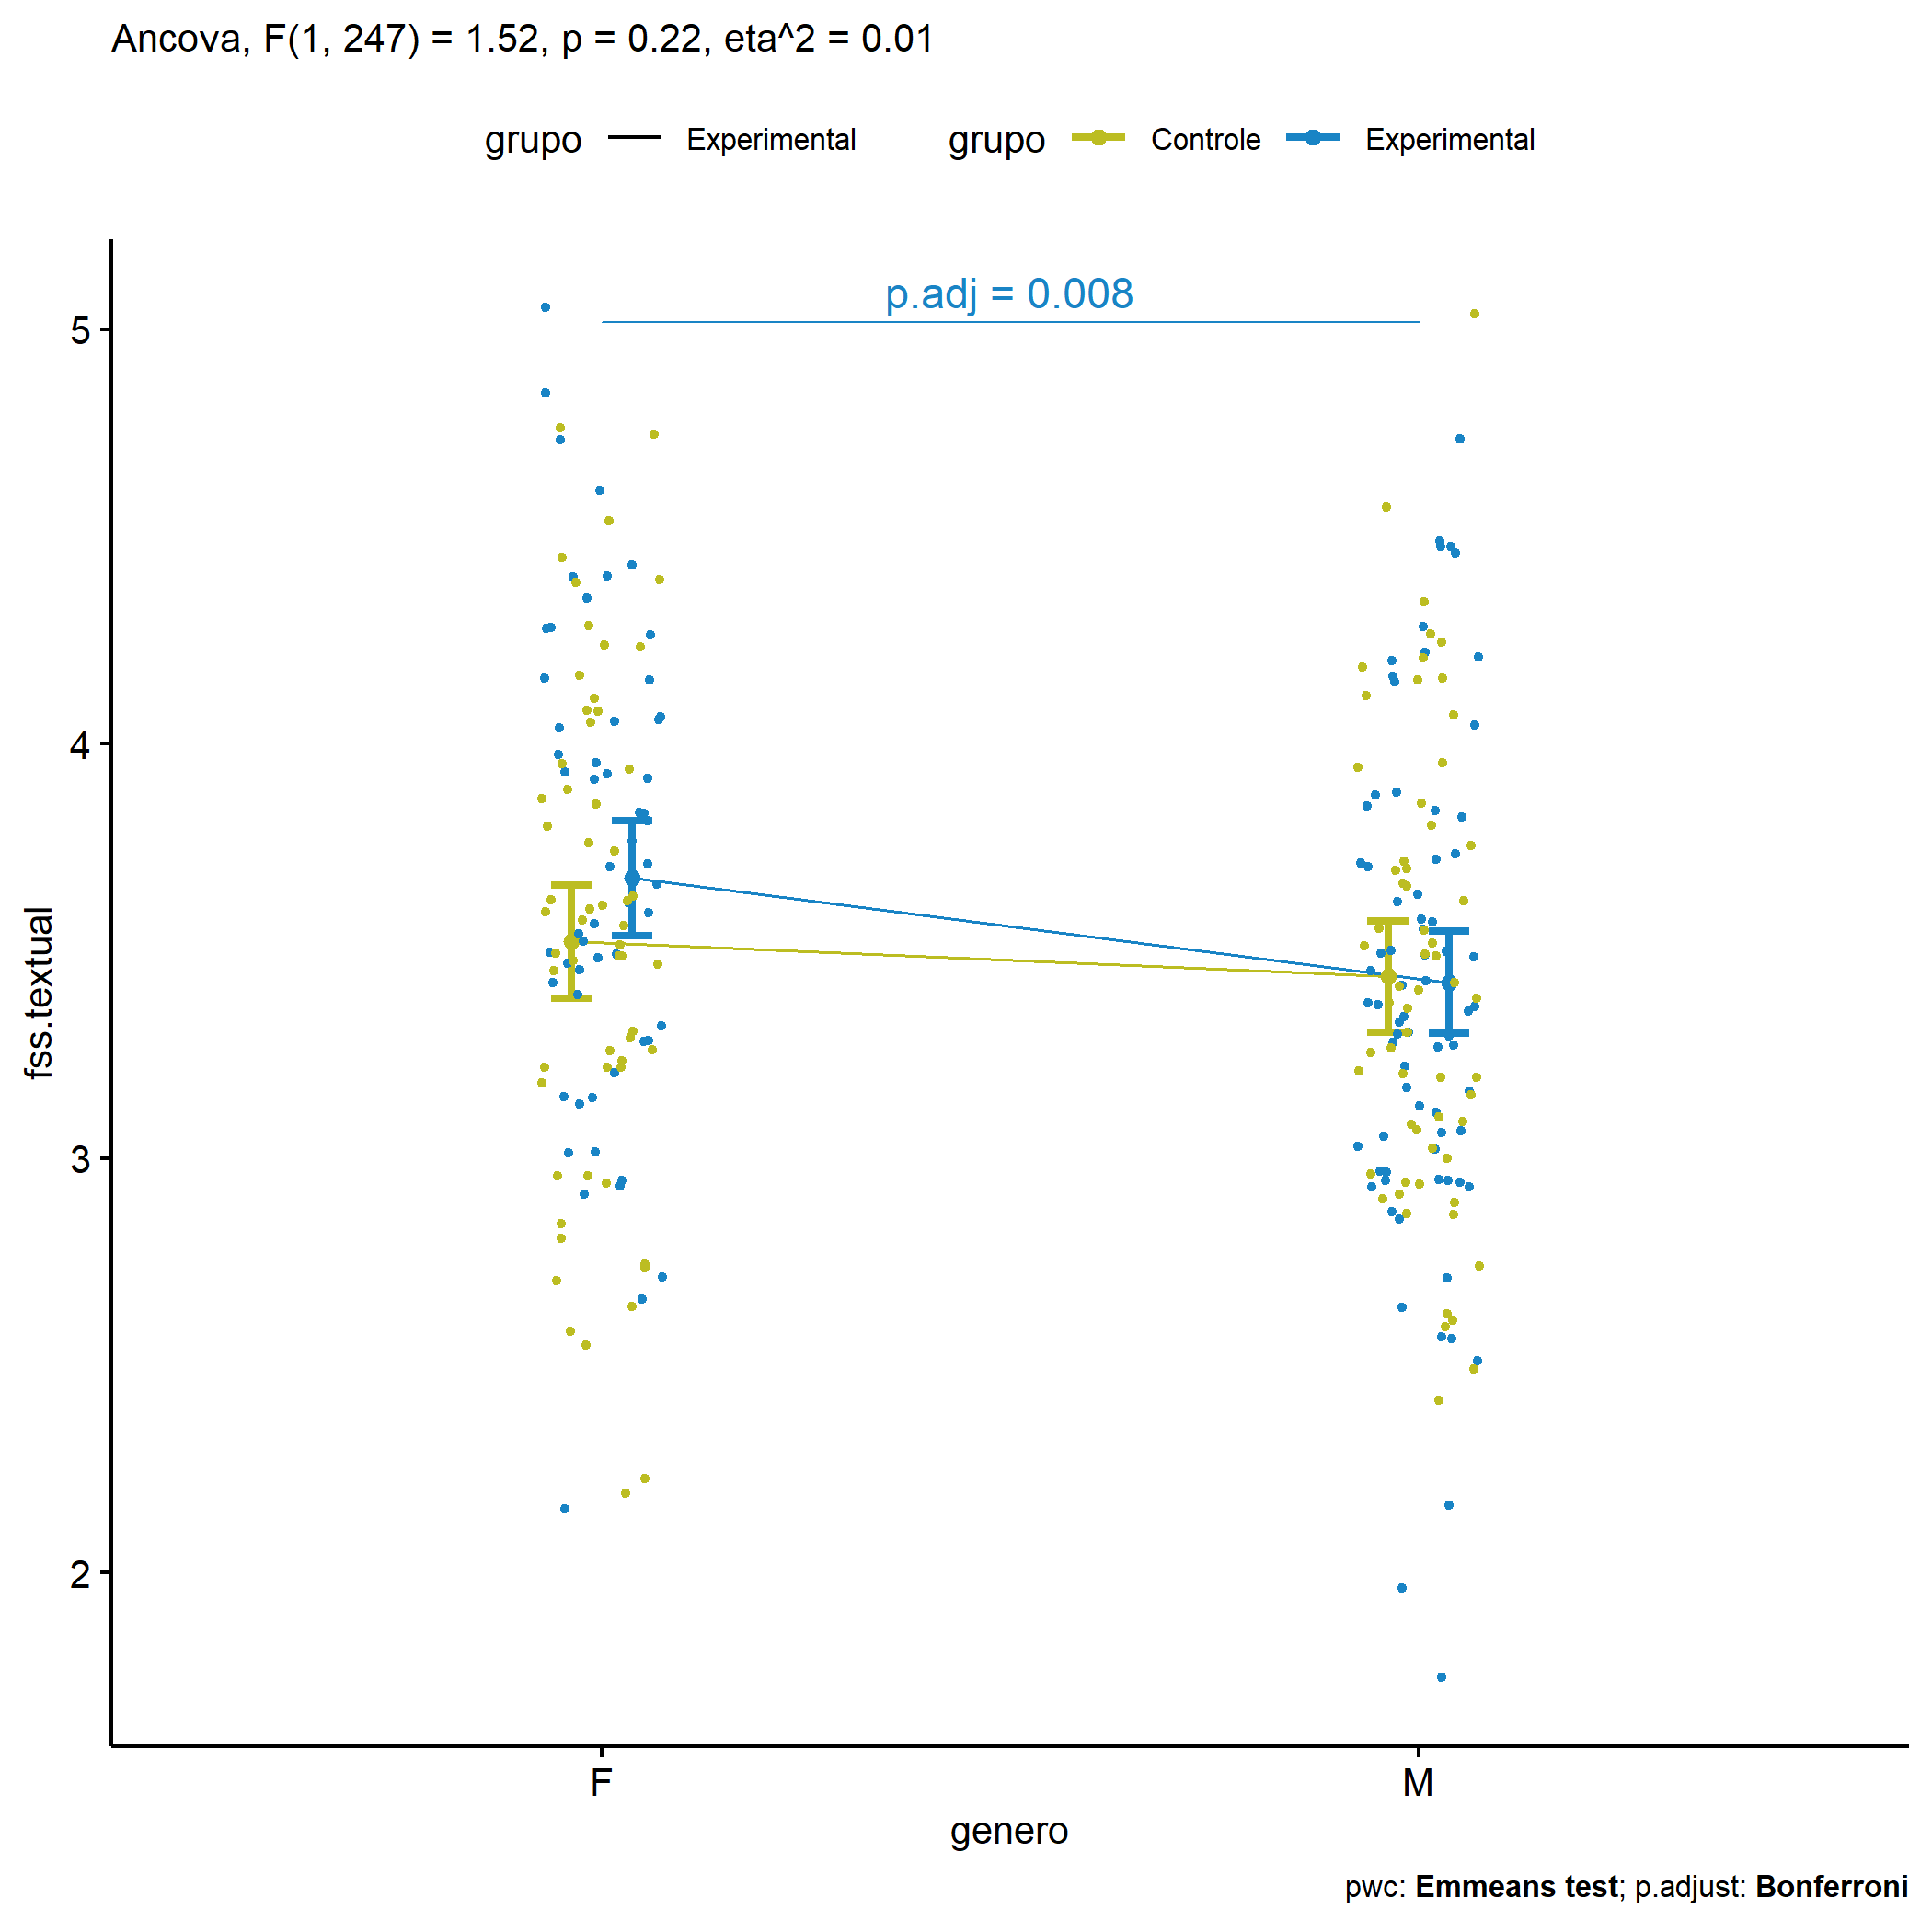 Ancova, F(1, 247) = 1.52, p = 0.22, eta^2 = 0.01
grupo Experimental grupo Controle Experimental
p.adj = 0.008
5
4
3
2
fss.textual
F M
genero
pwc: Emmeans test; p.adjust: Bonferroni